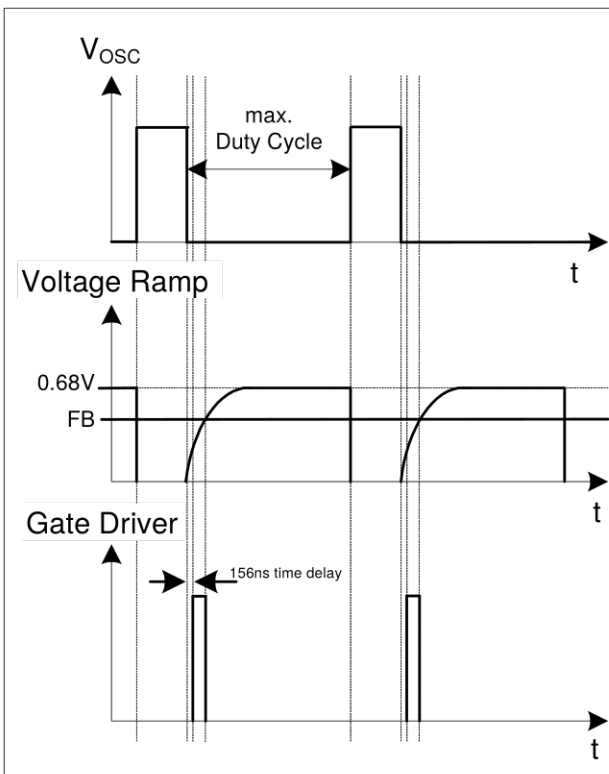 VOSC
max.
Duty Cycle
t
Voltage Ramp
0.68V
FB
t
Gate Driver
156ns time delay
t